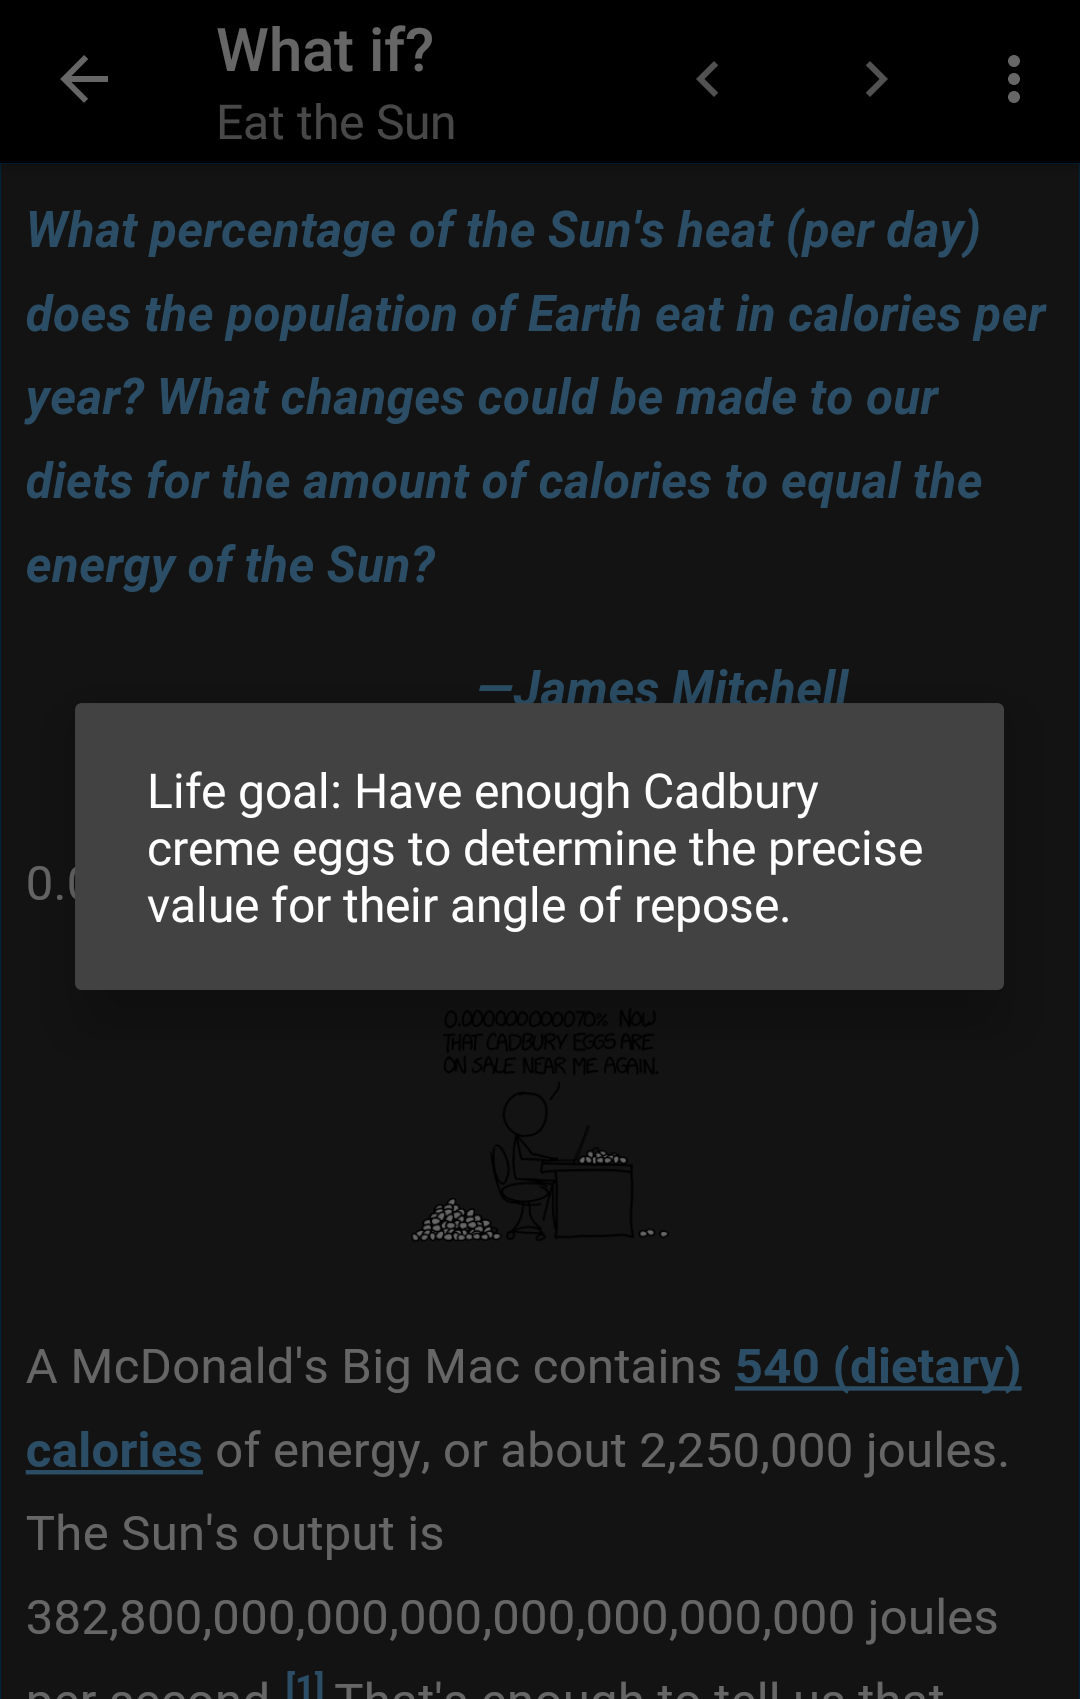 What if?
Eat the Sun
What percentage of the Sun's heat (per day)
does the population of Earth eat in calories per
year? What changes could be made to our
diets for the amount of calories to equal the
energy of the Sun?
—James Mitchell
Life goal: Have enough Cadbury
creme eggs to determine the precise
value for their angle of repose.
0.0
0.000000000070% NOW
THAT CADBURY EGGS ARE
ON SALE NEAR ME AGAIN.
A McDonald's Big Mac contains 540 (dietary)
calories of energy, or about 2,250,000 joules.
The Sun's output is
382,800,000,000,000,000,000,000,000 joules
per second.[1] That's enough to tell us that